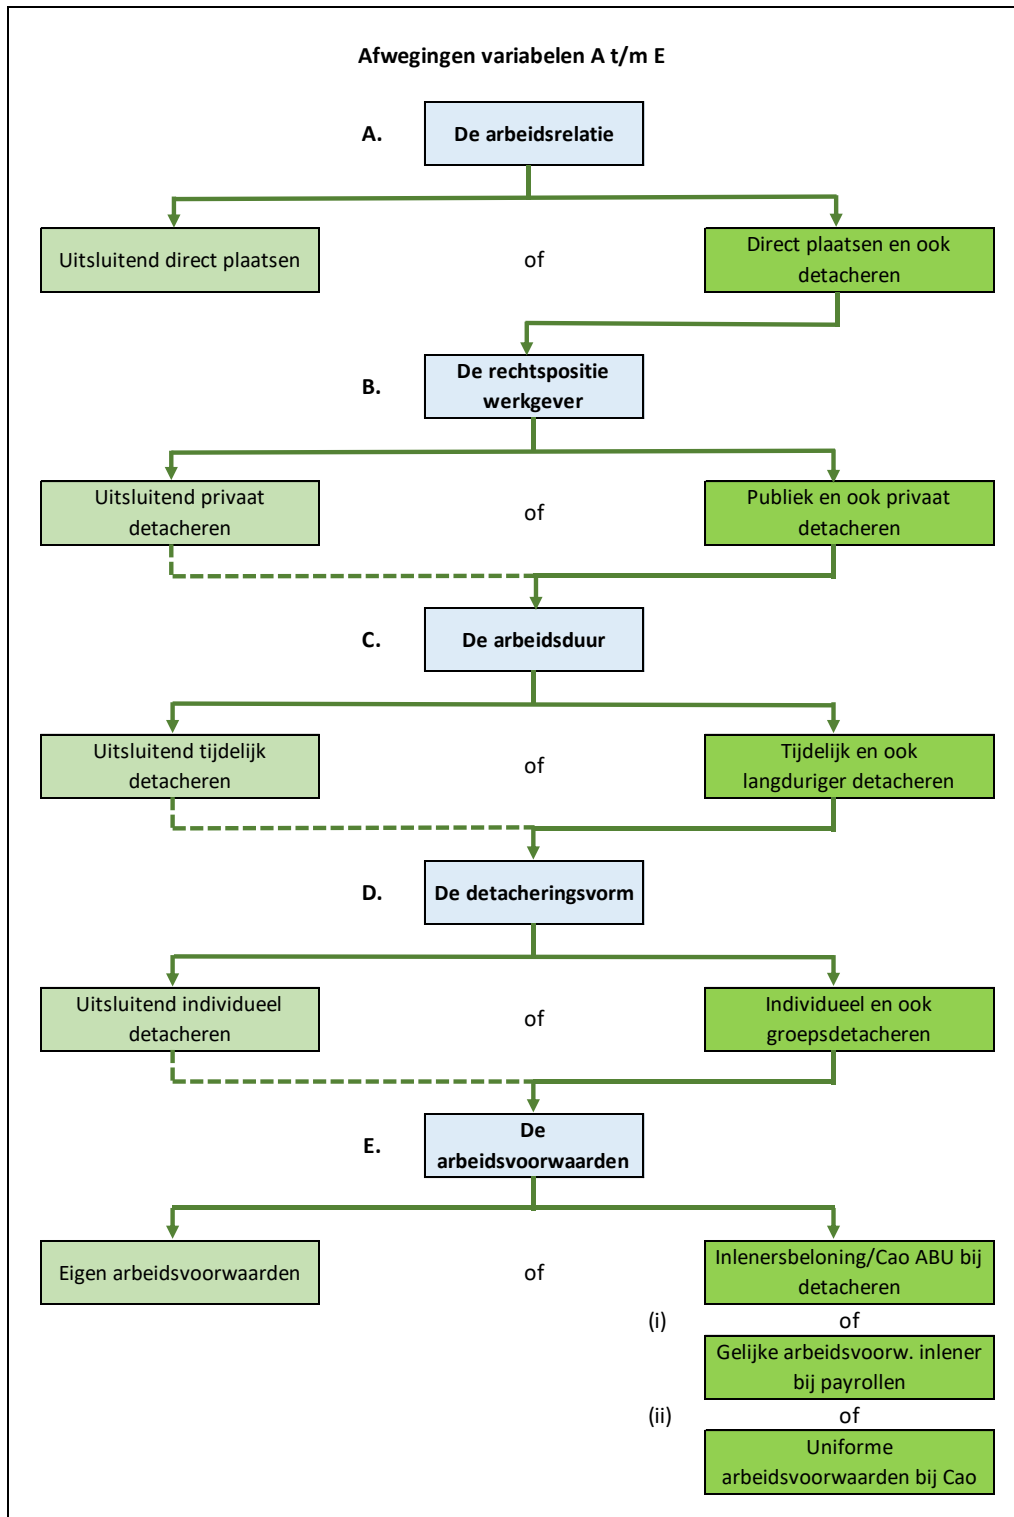 Afwegingen variabelen A t/m E
A.
De arbeidsrelatie
Uitsluitend direct plaatsen
of
Direct plaatsen en ook
detacheren
B.
De rechtspositie
werkgever
Uitsluitend privaat
detacheren
of
Publiek en ook privaat
detacheren
C.
De arbeidsduur
Uitsluitend tijdelijk
detacheren
of
Tijdelijk en ook
langduriger detacheren
D.
De detacheringsvorm
Uitsluitend individueel
detacheren
of
Individueel en ook
groepsdetacheren
E.
De
arbeidsvoorwaarden
Eigen arbeidsvoorwaarden
of
Inlenersbeloning/Cao ABU bij
detacheren
(i)
of
Gelijke arbeidsvoorw. inlener
bij payrollen
(ii)
of
Uniforme
arbeidsvoorwaarden bij Cao